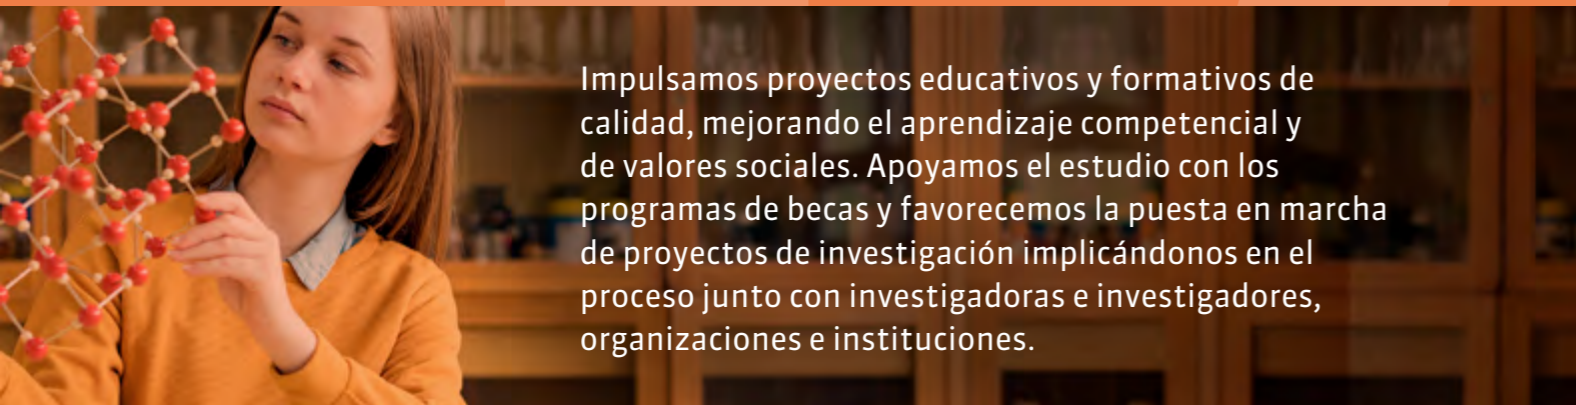 Impulsamos proyectos educativos y formativos de
calidad, mejorando el aprendizaje competencial y
de valores sociales. Apoyamos el estudio con los
programas de becas y favorecemos la puesta en marcha
de proyectos de investigación implicándonos en el
proceso junto con investigadoras e investigadores,
organizaciones e instituciones.